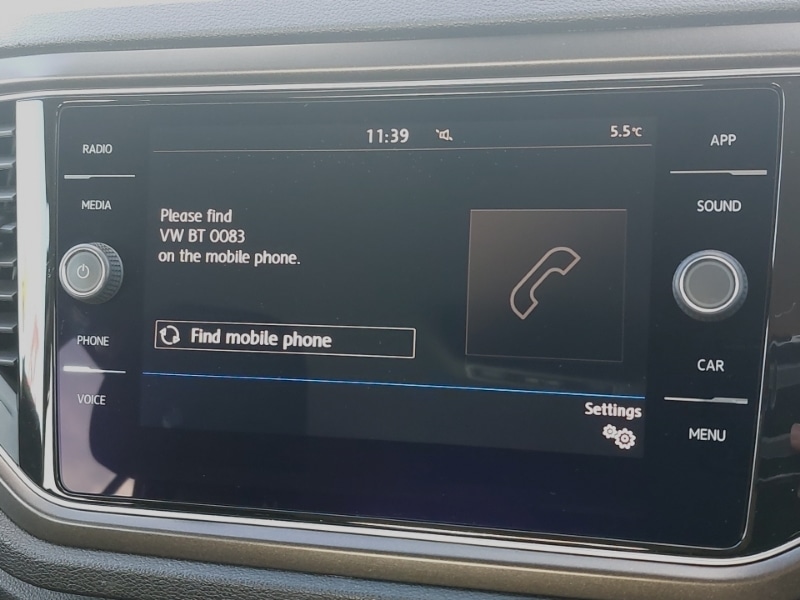 11:39 5.5°C
RADIO
MEDIA
PHONE
VOICE
Please find
VW BT 0083
on the mobile phone.
Find mobile phone
Settings
APP
SOUND
CAR
MENU